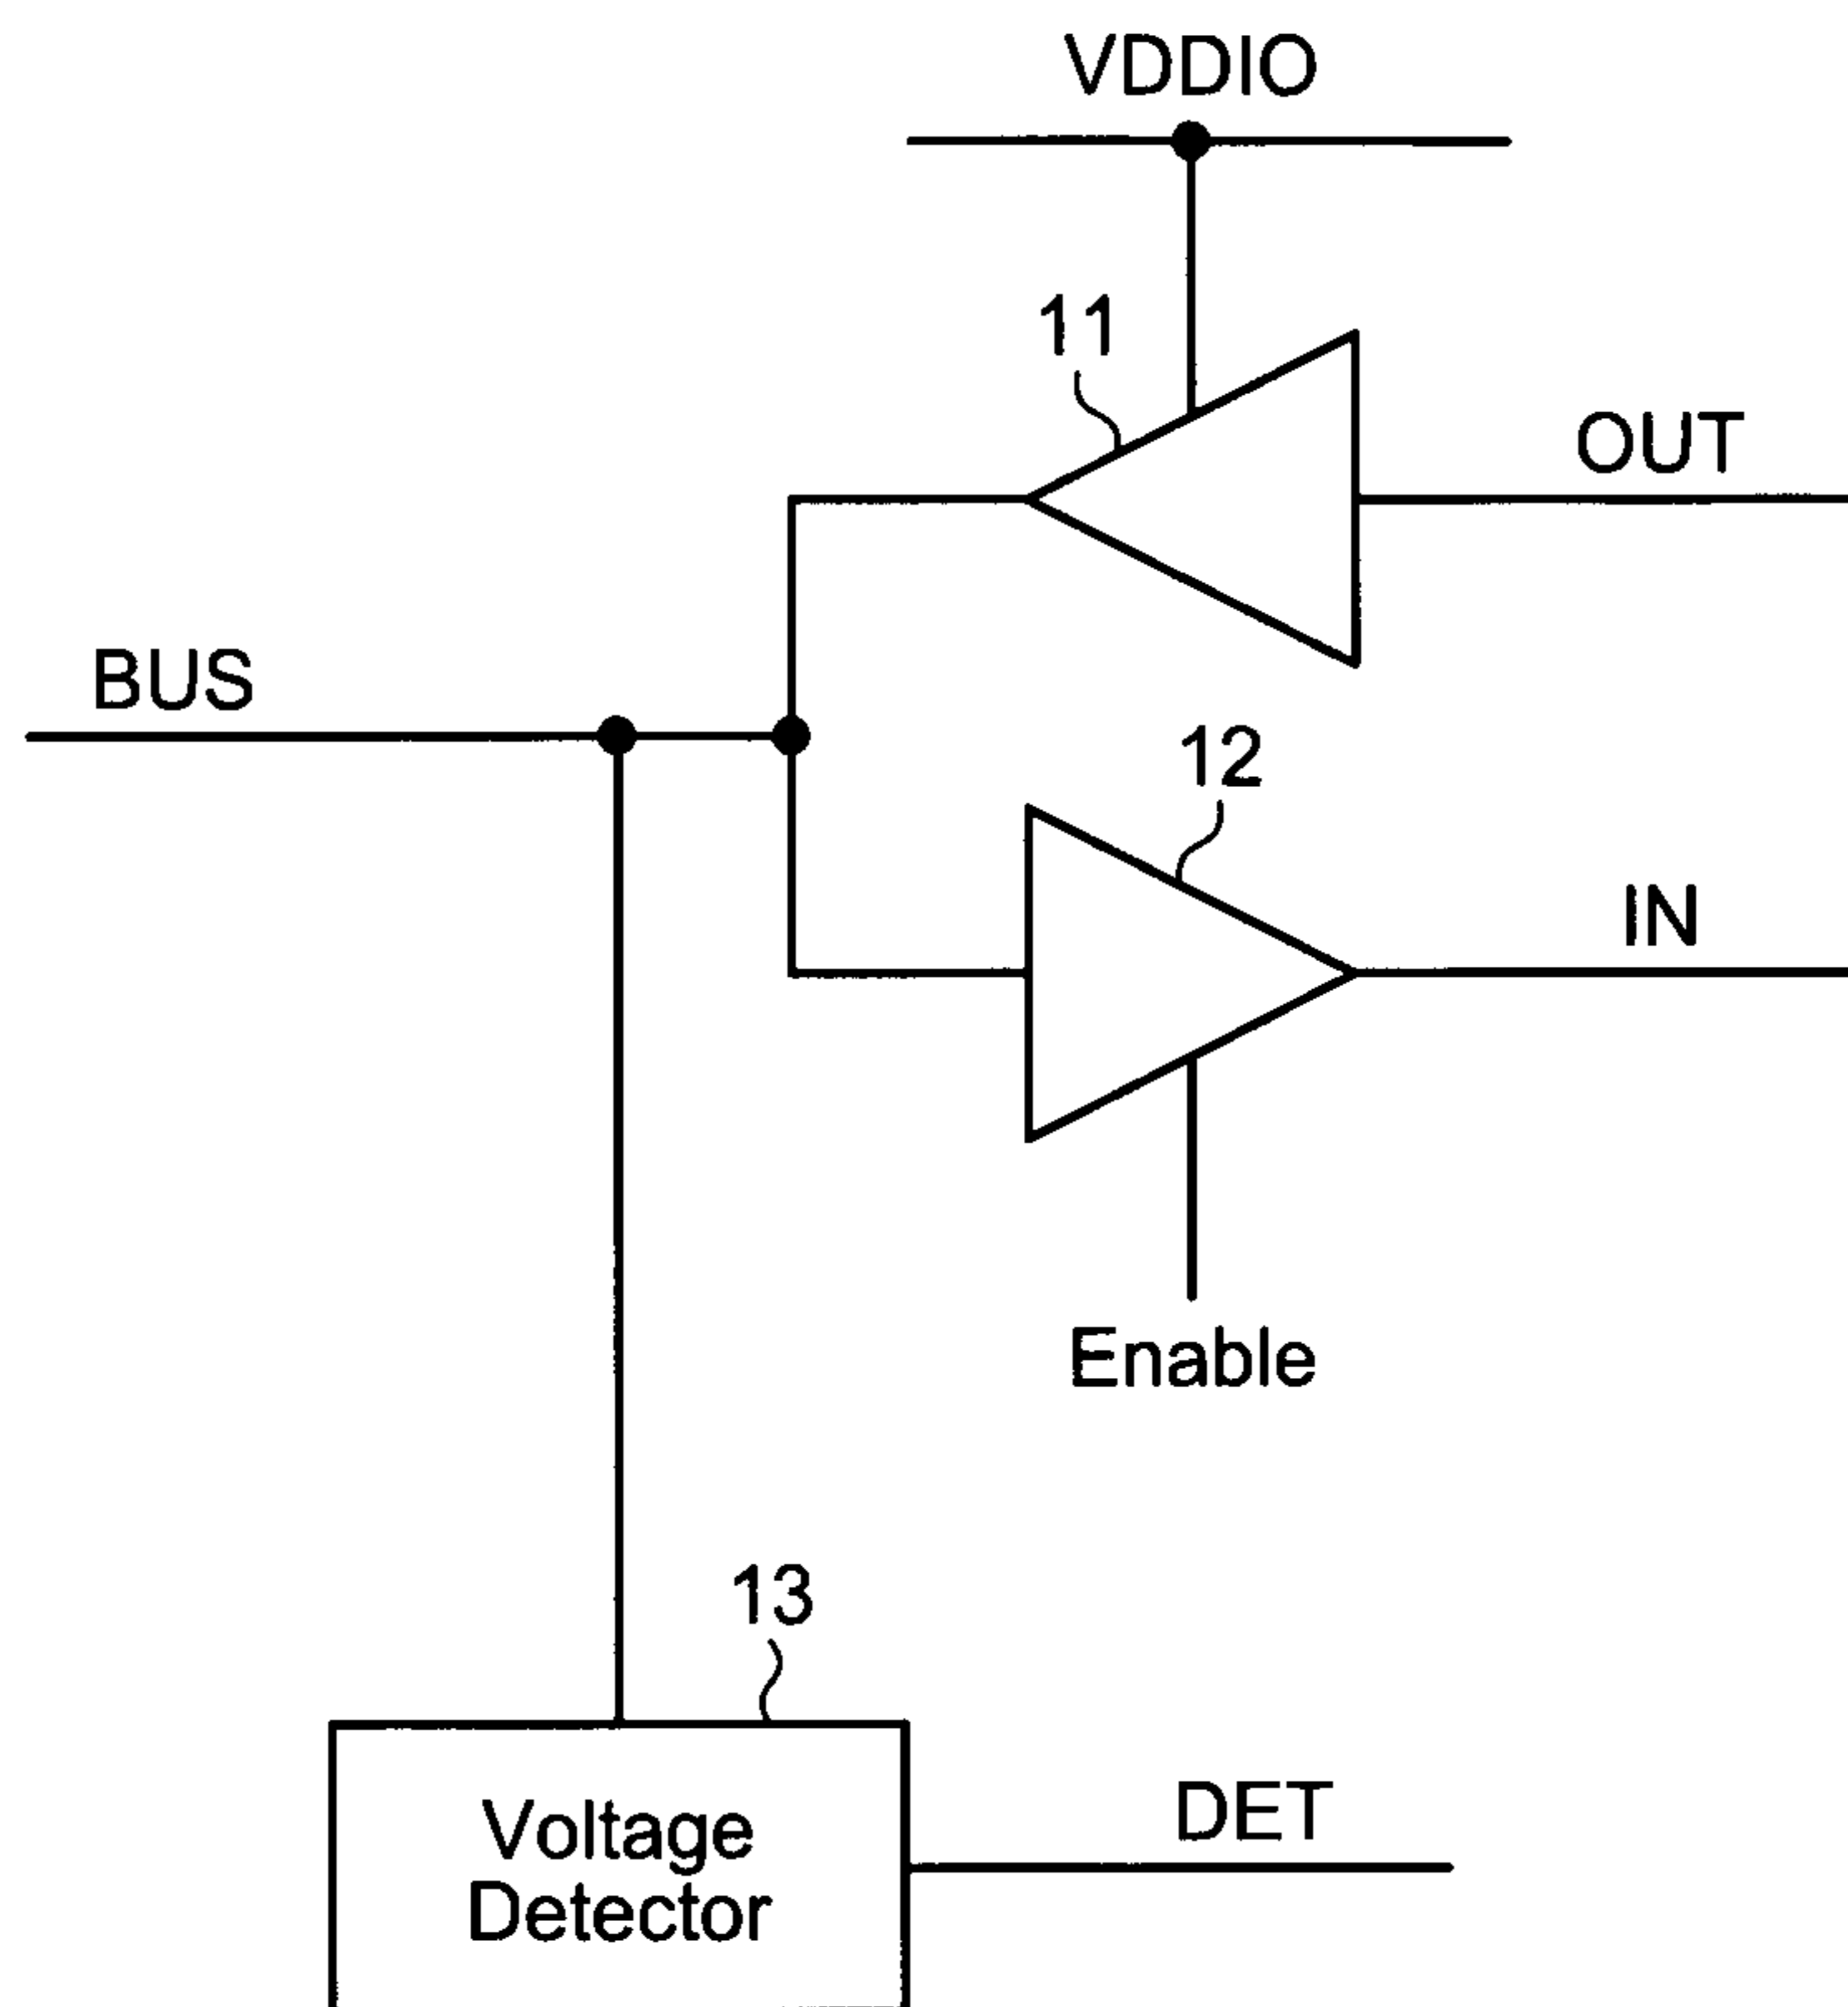 VDDIO
11
OUT
BUS
12
IN
Enable
13
Voltage
Detector
DET